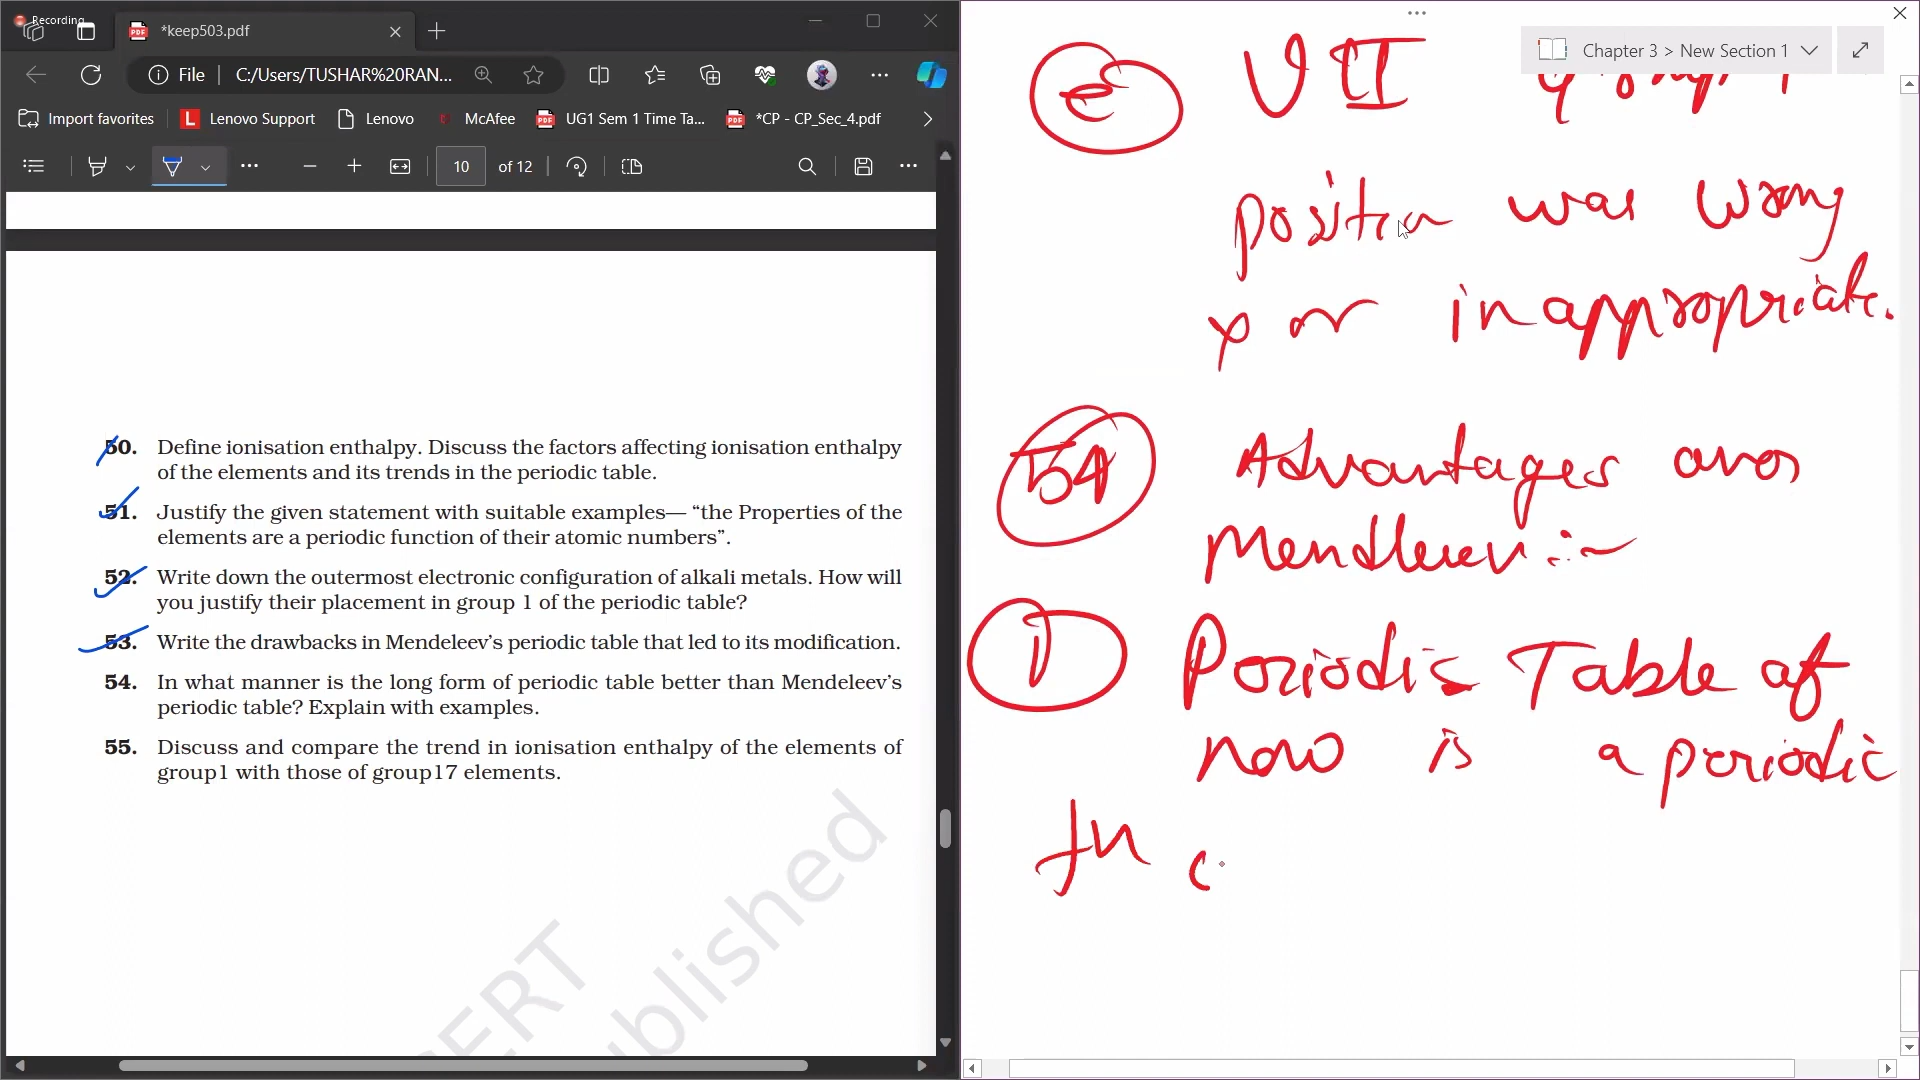 Recording
*keep503.pdf
File
C:/Users/TUSHAR%20RAN...
Import favorites
Lenovo Support
Lenovo
McAfee
UG1 Sem 1 Time Ta...
*CP - CP_Sec_4.pdf
10 of 12
50. Define ionisation enthalpy. Discuss the factors affecting ionisation enthalpy
of the elements and its trends in the periodic table.
51. Justify the given statement with suitable examples— “the Properties of the
elements are a periodic function of their atomic numbers”.
52. Write down the outermost electronic configuration of alkali metals. How will
you justify their placement in group 1 of the periodic table?
53. Write the drawbacks in Mendeleev’s periodic table that led to its modification.
54. In what manner is the long form of periodic table better than Mendeleev’s
periodic table? Explain with examples.
55. Discuss and compare the trend in ionisation enthalpy of the elements of
group1 with those of group17 elements.
blished
Chapter 3 > New Section 1
e
position was wrong
or inappropriate.
54 Advantages
Mendleev :-
1 Periodic Table of
now is a periodic
fn